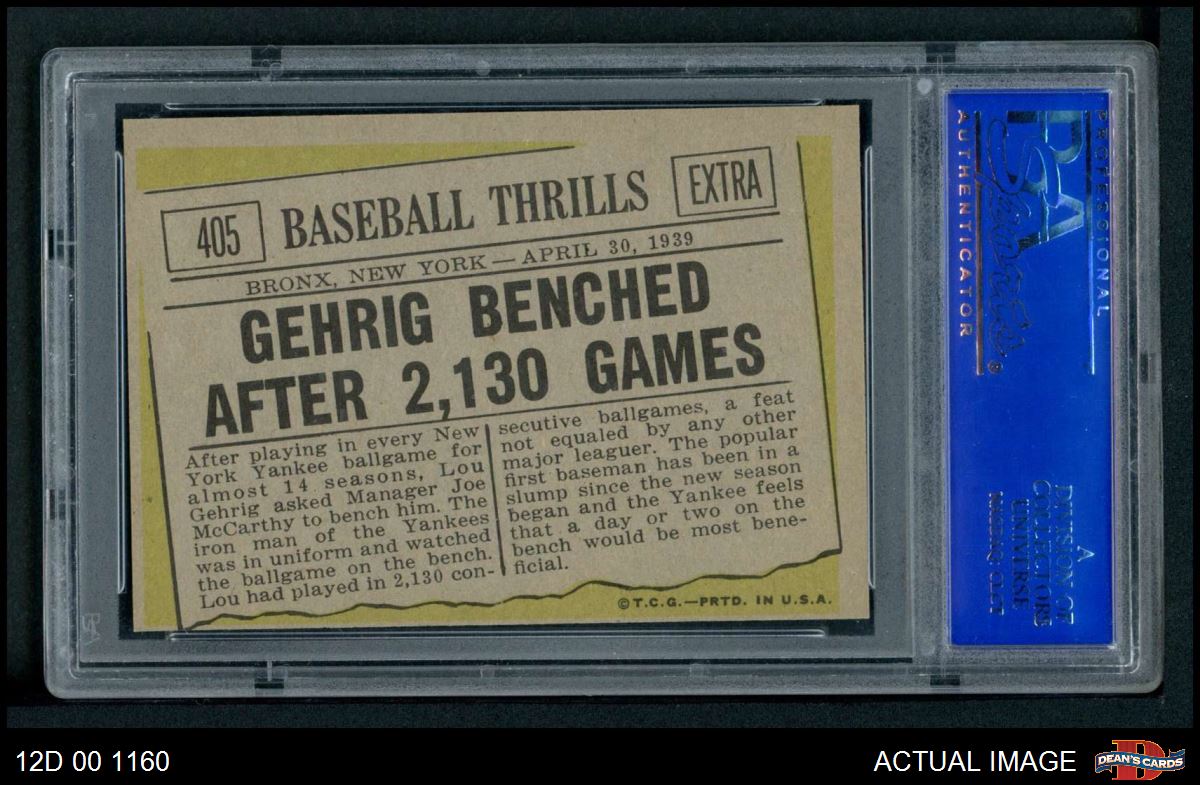 405
BASEBALL THRILLS
EXTRA
BRONX, NEW YORK — APRIL 30, 1939
GEHRIG BENCHED
AFTER 2,130 GAMES
After playing in every New
York Yankee ballgame for
almost 14 seasons, Lou
Gehrig asked Manager Joe
McCarthy to bench him. The
iron man of the Yankees
was in uniform and watched
the ballgame on the bench.
Lou had played in 2,130 con-
secutive ballgames, a feat
not equaled by any other
major leaguer. The popular
first baseman has been in a
slump since the new season
began and the Yankee feels
that a day or two on the
bench would be most bene-
ficial.
©T.C.G.—PRTD. IN U.S.A.
PROFESSIONAL
PSA
AUTHENTICATOR
®
A
DIVISION OF
COLLECTORS
UNIVERSE
NASDAQ: CLCT
12D 00 1160
ACTUAL IMAGE
DEAN'S CARDS